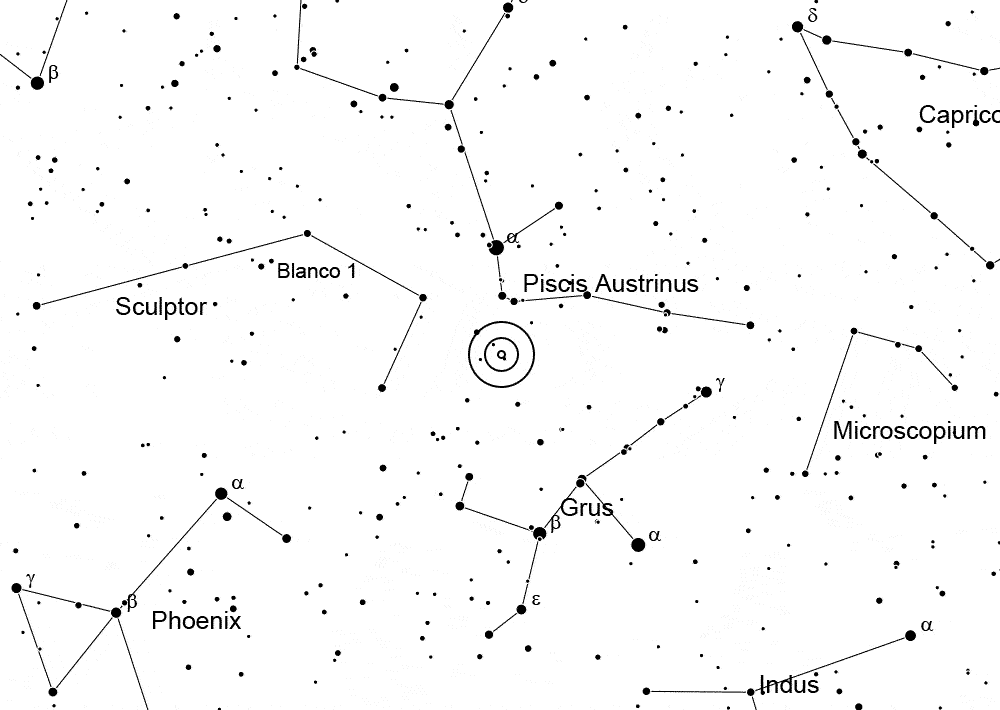 δ
β
Caprico
α
Blanco 1
Piscis Austrinus
Sculptor
γ
Microscopium
α
Grus
β
α
γ
β
ε
Phoenix
α
Indus